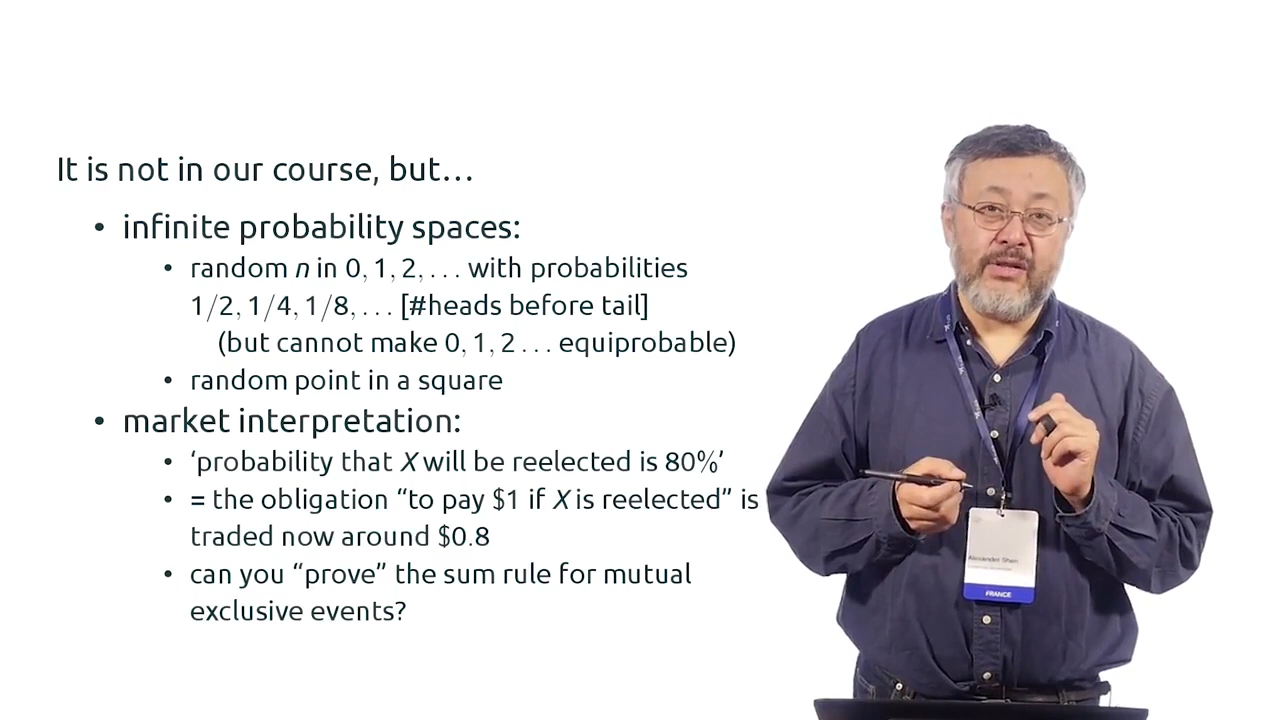 It is not in our course, but…
• infinite probability spaces:
• random n in 0, 1, 2, … with probabilities
1/2, 1/4, 1/8, … [#heads before tail]
(but cannot make 0, 1, 2 … equiprobable)
• random point in a square
• market interpretation:
• ‘probability that X will be reelected is 80%’
• = the obligation “to pay $1 if X is reelected” is
traded now around $0.8
• can you “prove” the sum rule for mutual
exclusive events?
Alexander Shen
FRANCE